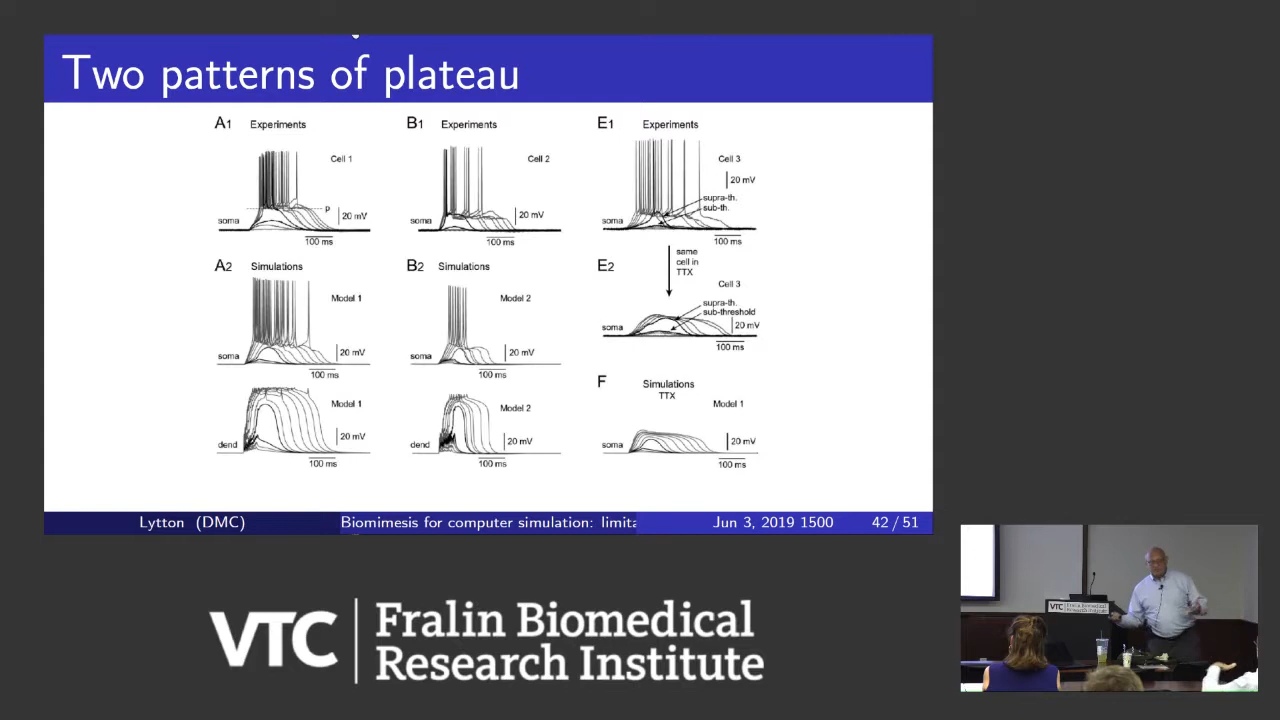 Two patterns of plateau
A1 Experiments
Cell 1
P
20 mV
soma
100 ms
A2 Simulations
Model 1
20 mV
soma
100 ms
Model 1
20 mV
dend
100 ms
B1 Experiments
Cell 2
20 mV
soma
100 ms
B2 Simulations
Model 2
20 mV
soma
100 ms
Model 2
20 mV
dend
100 ms
E1 Experiments
Cell 3
20 mV
supra-th.
sub-th.
soma
100 ms
same
cell in
TTX
E2
Cell 3
supra-th.
sub-threshold
20 mV
soma
100 ms
F Simulations
TTX
Model 1
20 mV
soma
100 ms
Lytton (DMC) Biomimesis for computer simulation: limita Jun 3, 2019 1500 42 / 51
VTC Fralin Biomedical
Research Institute
VTC Fralin Biomedical
Research Institute